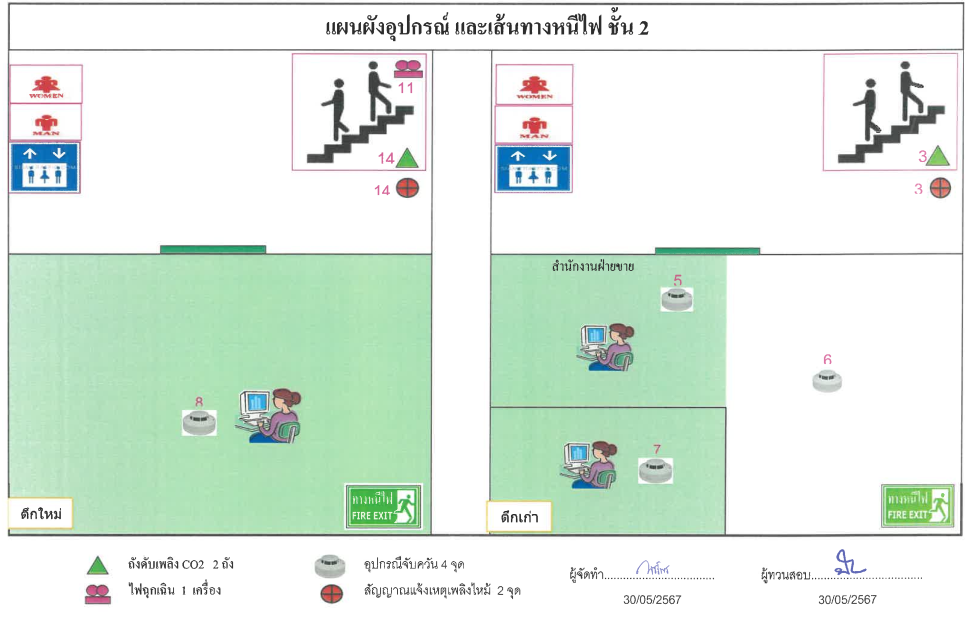 แผนผังอุปกรณ์ และเส้นทางหนีไฟ ชั้น 2
WOMEN
MAN
11
14
14
WOMEN
MAN
3
3
8
ตึกใหม่
ทางหนีไฟ
FIRE EXIT
สำนักงานฝ่ายขาย
5
6
7
ตึกเก่า
ทางหนีไฟ
FIRE EXIT
ถังดับเพลิง CO2 2 ถัง
ไฟฉุกเฉิน 1 เครื่อง
อุปกรณ์จับควัน 4 จุด
สัญญาณแจ้งเหตุเพลิงไหม้ 2 จุด
ผู้จัดทำ
30/05/2567
ผู้ทวนสอบ
30/05/2567